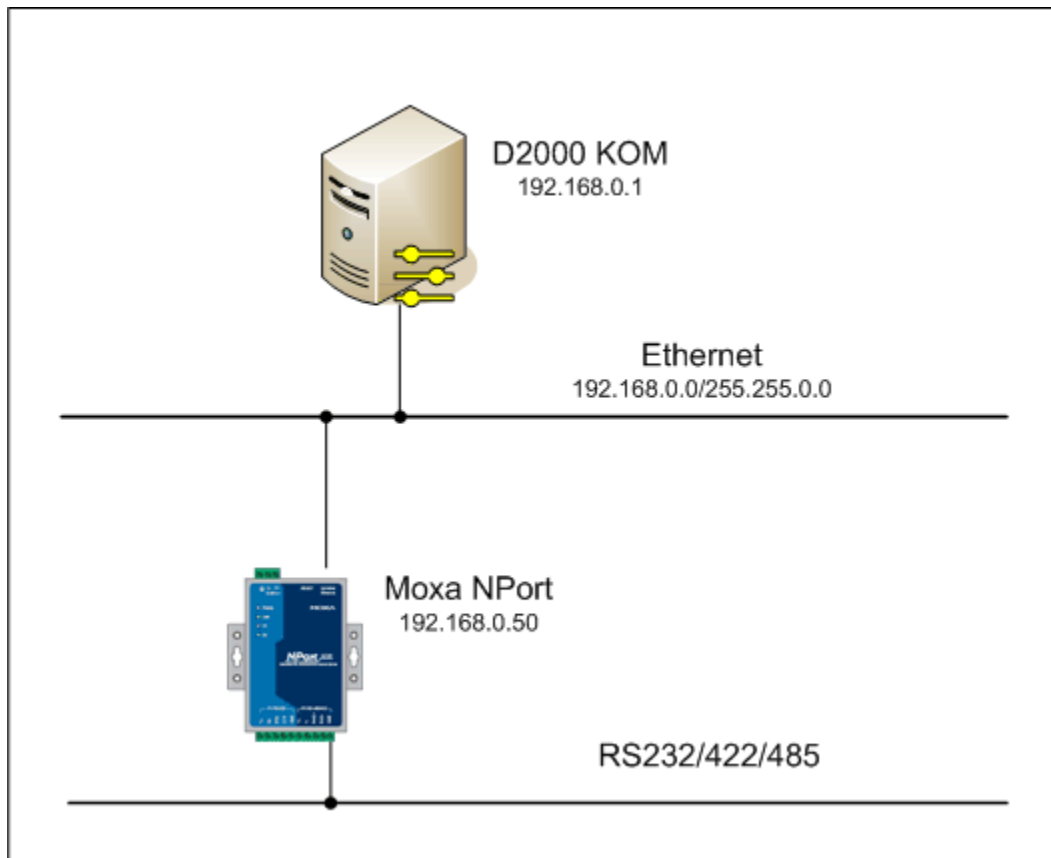 D2000 KOM
192.168.0.1
Ethernet
192.168.0.0/255.255.0.0
Moxa NPort
192.168.0.50
NPort
RS232/422/485